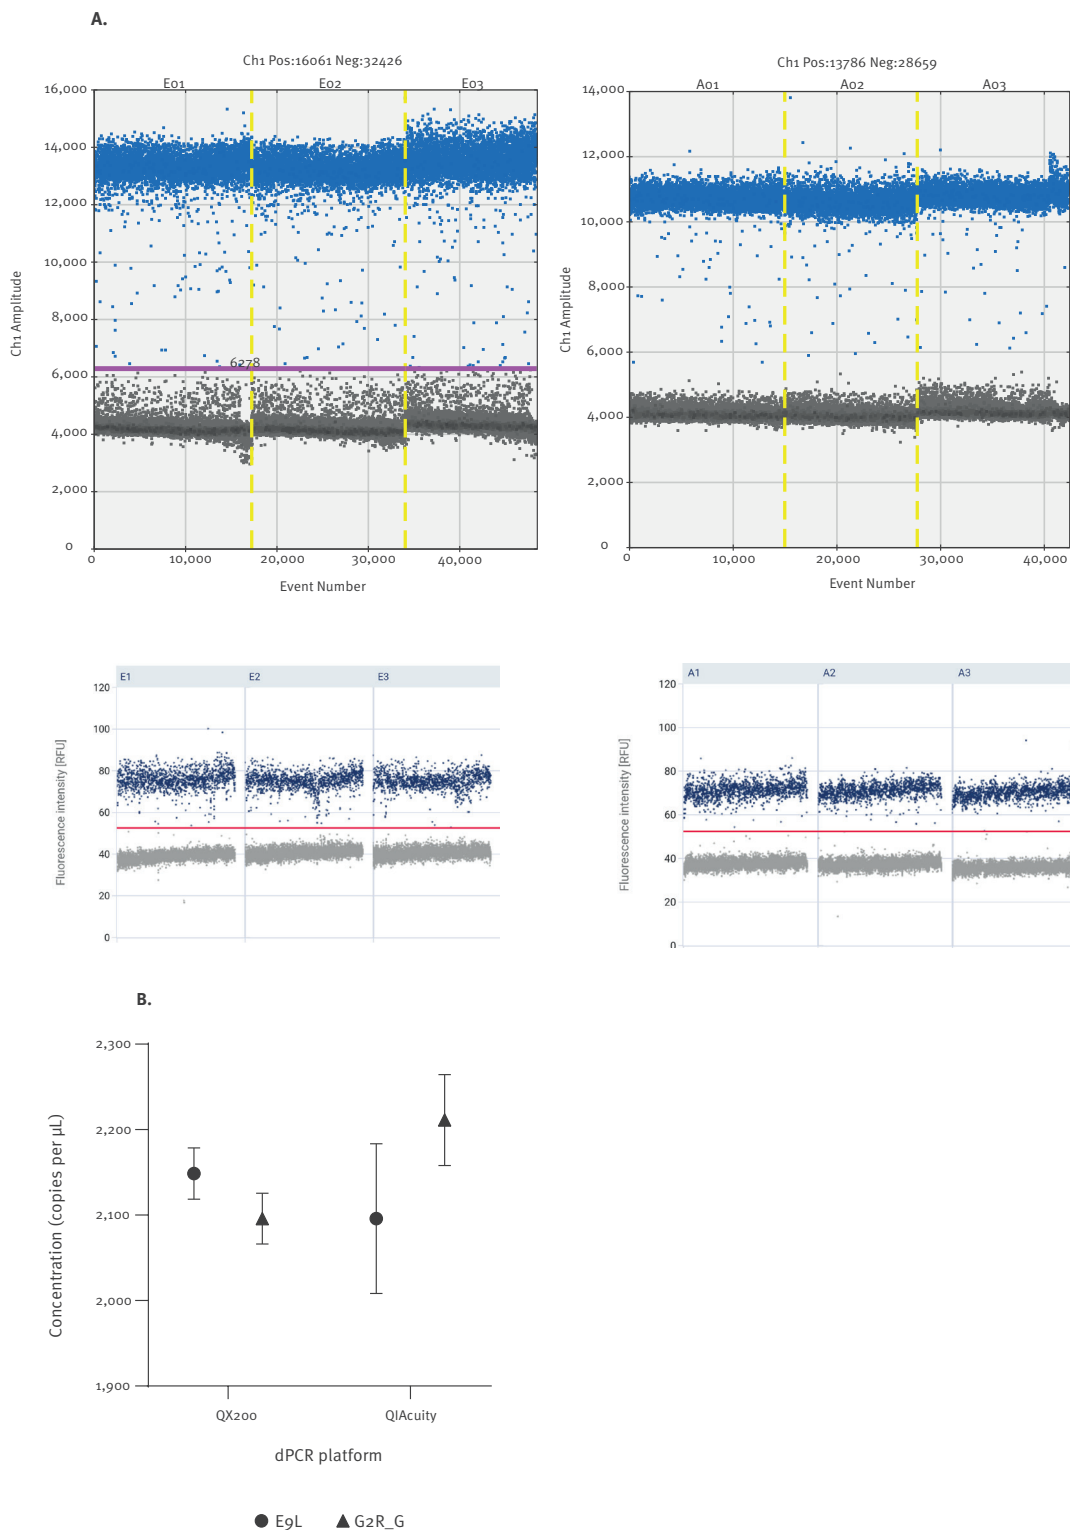 A.
Ch1 Pos:16061 Neg:32426
E01 E02 E03
16,000
14,000
12,000
10,000
8,000
6,000
4,000
2,000
0
6278
Ch1 Amplitude
0 10,000 20,000 30,000 40,000
Event Number
Ch1 Pos:13786 Neg:28659
A01 A02 A03
14,000
12,000
10,000
8,000
6,000
4,000
2,000
0
Ch1 Amplitude
0 10,000 20,000 30,000 40,000
Event Number
E1 E2 E3
120
100
80
60
40
20
0
Fluorescence intensity [RFU]
A1 A2 A3
120
100
80
60
40
20
0
Fluorescence intensity [RFU]
B.
2,300
2,200
2,100
2,000
1,900
Concentration (copies per µL)
QX200 QIAcuity
dPCR platform
E9L G2R_G